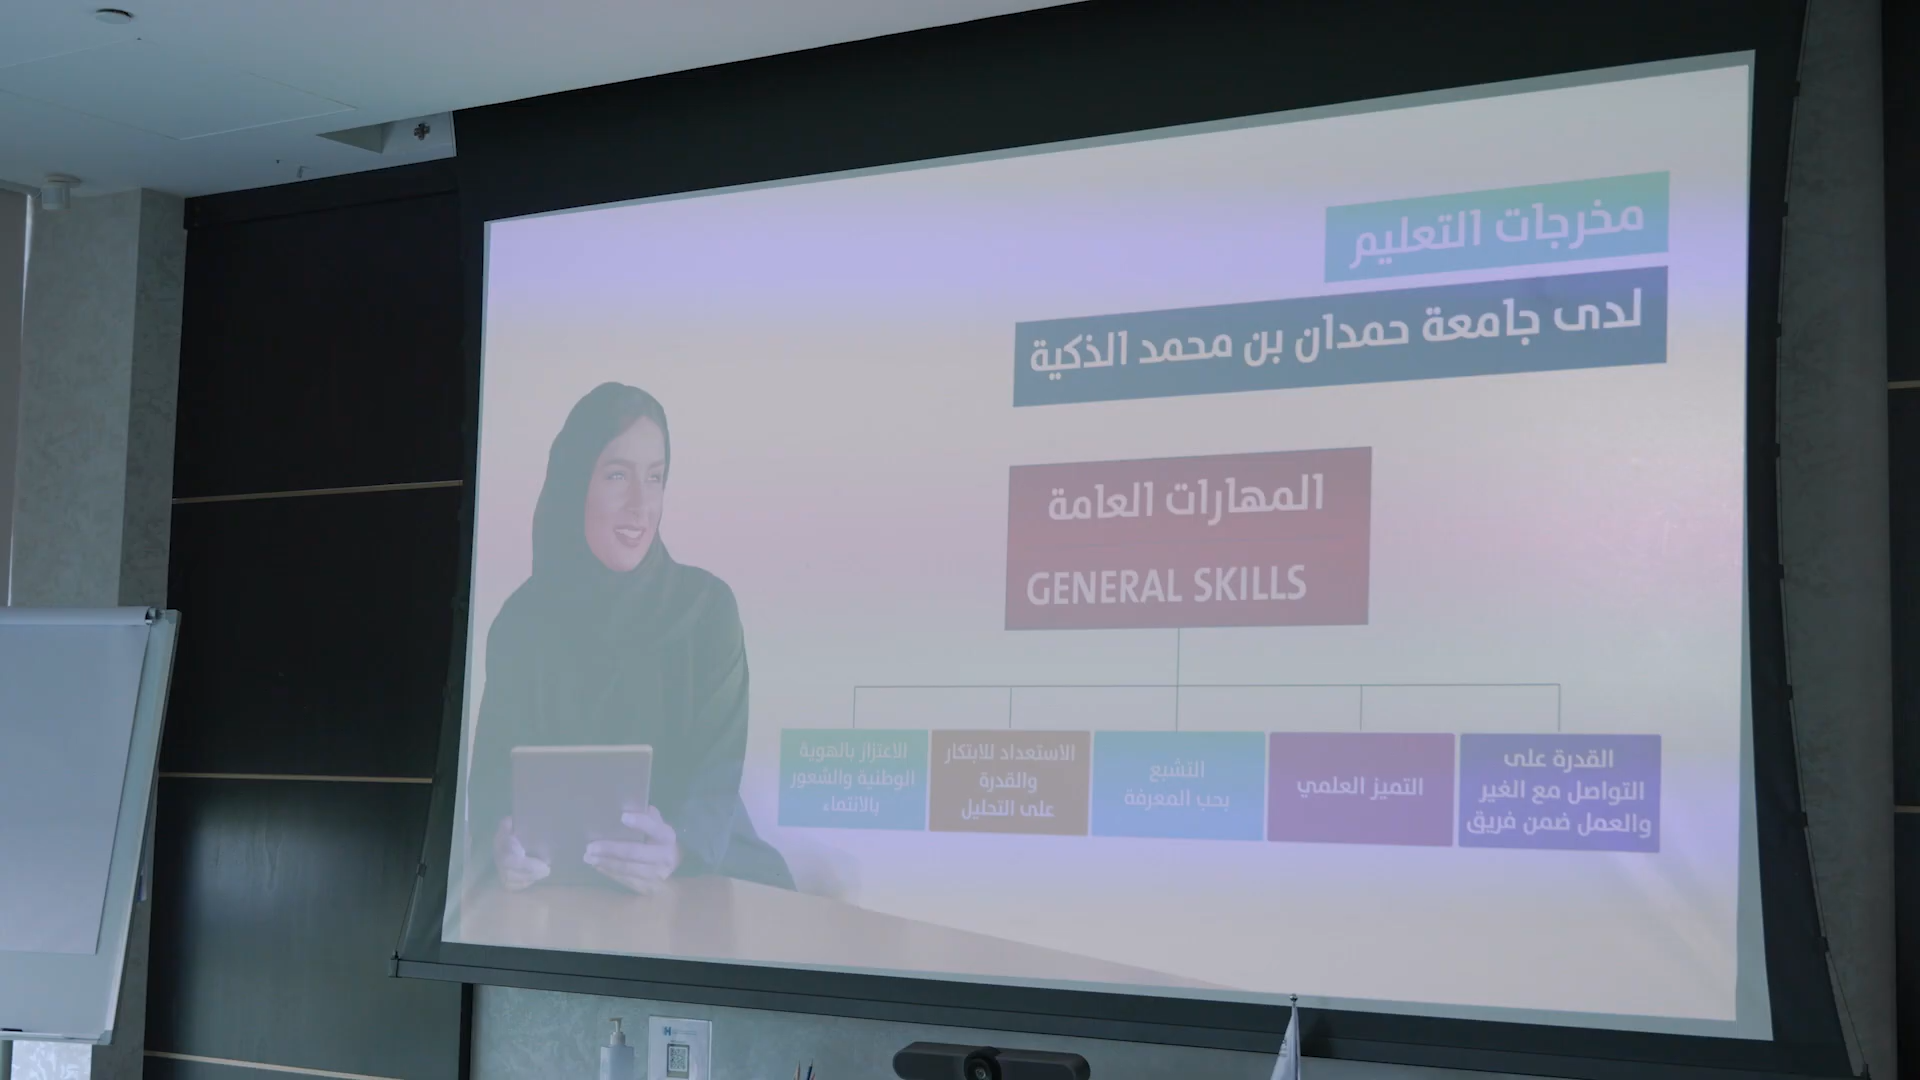 مخرجات التعليم
لدى جامعة حمدان بن محمد الذكية
المهارات العامة
GENERAL SKILLS
القدرة على
التواصل مع الغير
والعمل ضمن فريق
التميز العلمي
التشبع
بحب المعرفة
الاستعداد للابتكار
والقدرة
على التحليل
الاعتزاز بالهوية
الوطنية والشعور
بالانتماء